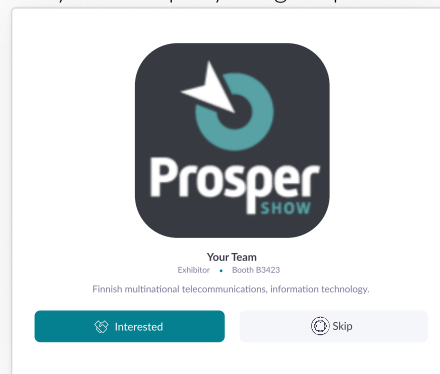 Prosper
SHOW
Your Team
Exhibitor • Booth B3423
Finnish multinational telecommunications, information technology.
Interested
Skip